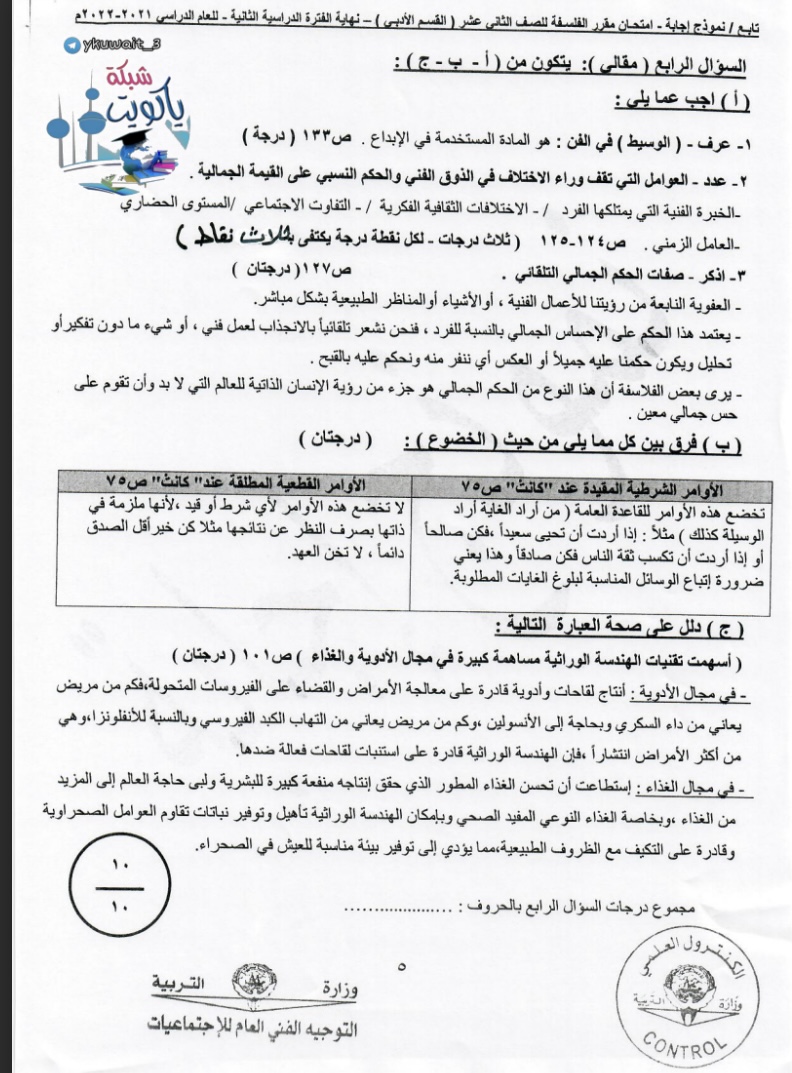 تابع / نموذج إجابة - امتحان مقرر الفلسفة للصف الثاني عشر ( القسم الأدبي ) – نهاية الفترة الدراسية الثانية - للعام الدراسي ٢٠٢١-٢٠٢٢م
ykuwait_3
شبكة
ياكويت
السؤال الرابع ( مقالي ): يتكون من ( أ - ب - ج ) :
( أ ) اجب عما يلي :
١- عرف - ( الوسيط ) في الفن : هو المادة المستخدمة في الإبداع . ص١٣٣ ( درجة )
٢- عدد - العوامل التي تقف وراء الاختلاف في الذوق الفني والحكم النسبي على القيمة الجمالية .
-الخبرة الفنية التي يمتلكها الفرد /- الاختلافات الثقافية الفكرية /- التفاوت الاجتماعي /المستوى الحضاري
-العامل الزمني . ص١٢٤-١٢٥ ( ثلاث درجات - لكل نقطة درجة يكتفى بثلاث نقاط )
٣- اذكر - صفات الحكم الجمالي التلقائي . ص١٢٧( درجتان )
- العفوية النابعة من رؤيتنا للأعمال الفنية ، أوالأشياء أوالمناظر الطبيعية بشكل مباشر.
- يعتمد هذا الحكم على الإحساس الجمالي بالنسبة للفرد ، فنحن نشعر تلقائياً بالانجذاب لعمل فني ، أو شيء ما دون تفكيرأو
تحليل ويكون حكمنا عليه جميلاً أو العكس أي ننفر منه ونحكم عليه بالقبح .
- يرى بعض الفلاسفة أن هذا النوع من الحكم الجمالي هو جزء من رؤية الإنسان الذاتية للعالم التي لا بد وأن تقوم على
حس جمالي معين .
( ب ) فرق بين كل مما يلي من حيث ( الخضوع ) : ( درجتان )
الأوامر الشرطية المقيدة عند "كانتْ" ص٧٥
تخضع هذه الأوامر للقاعدة العامة ( من أراد الغاية أراد
الوسيلة كذلك ) مثلاً : إذا أردت أن تحيى سعيداً ،فكن صالحاً
أو إذا أردت أن تكسب ثقة الناس فكن صادقاً وهذا يعني
ضرورة إتباع الوسائل المناسبة لبلوغ الغايات المطلوبة.
الأوامر القطعية المطلقة عند" كانتْ" ص٧٥
لا تخضع هذه الأوامر لأي شرط أو قيد ،لأنها ملزمة في
ذاتها بصرف النظر عن نتائجها مثلا كن خيرأقل الصدق
دائماً ، لا تخن العهد.
( ج ) دلل على صحة العبارة التالية :
( أسهمت تقنيات الهندسة الوراثية مساهمة كبيرة في مجال الأدوية والغذاء ) ص١٠١ ( درجتان )
- في مجال الأدوية : أنتاج لقاحات وأدوية قادرة على معالجة الأمراض والقضاء على الفيروسات المتحولة،فكم من مريض
يعاني من داء السكري وبحاجة إلى الأنسولين ،وكم من مريض يعاني من التهاب الكبد الفيروسي وبالنسبة للأنفلونزا،وهي
من أكثر الأمراض انتشاراً ،فإن الهندسة الوراثية قادرة على استنبات لقاحات فعالة ضدها.
- في مجال الغذاء : إستطاعت أن تحسن الغذاء المطور الذي حقق إنتاجه منفعة كبيرة للبشرية ولبى حاجة العالم إلى المزيد
من الغذاء ،وبخاصة الغذاء النوعي المفيد الصحي وبإمكان الهندسة الوراثية تأهيل وتوفير نباتات تقاوم العوامل الصحراوية
وقادرة على التكيف مع الظروف الطبيعية،مما يؤدي إلى توفير بيئة مناسبة للعيش في الصحراء.
١٠
١٠
مجموع درجات السؤال الرابع بالحروف : ......................
٥
وزارة التربية
التوجيه الفني العام للإجتماعيات
الكنترول العلمي
وزارة التربية
CONTROL